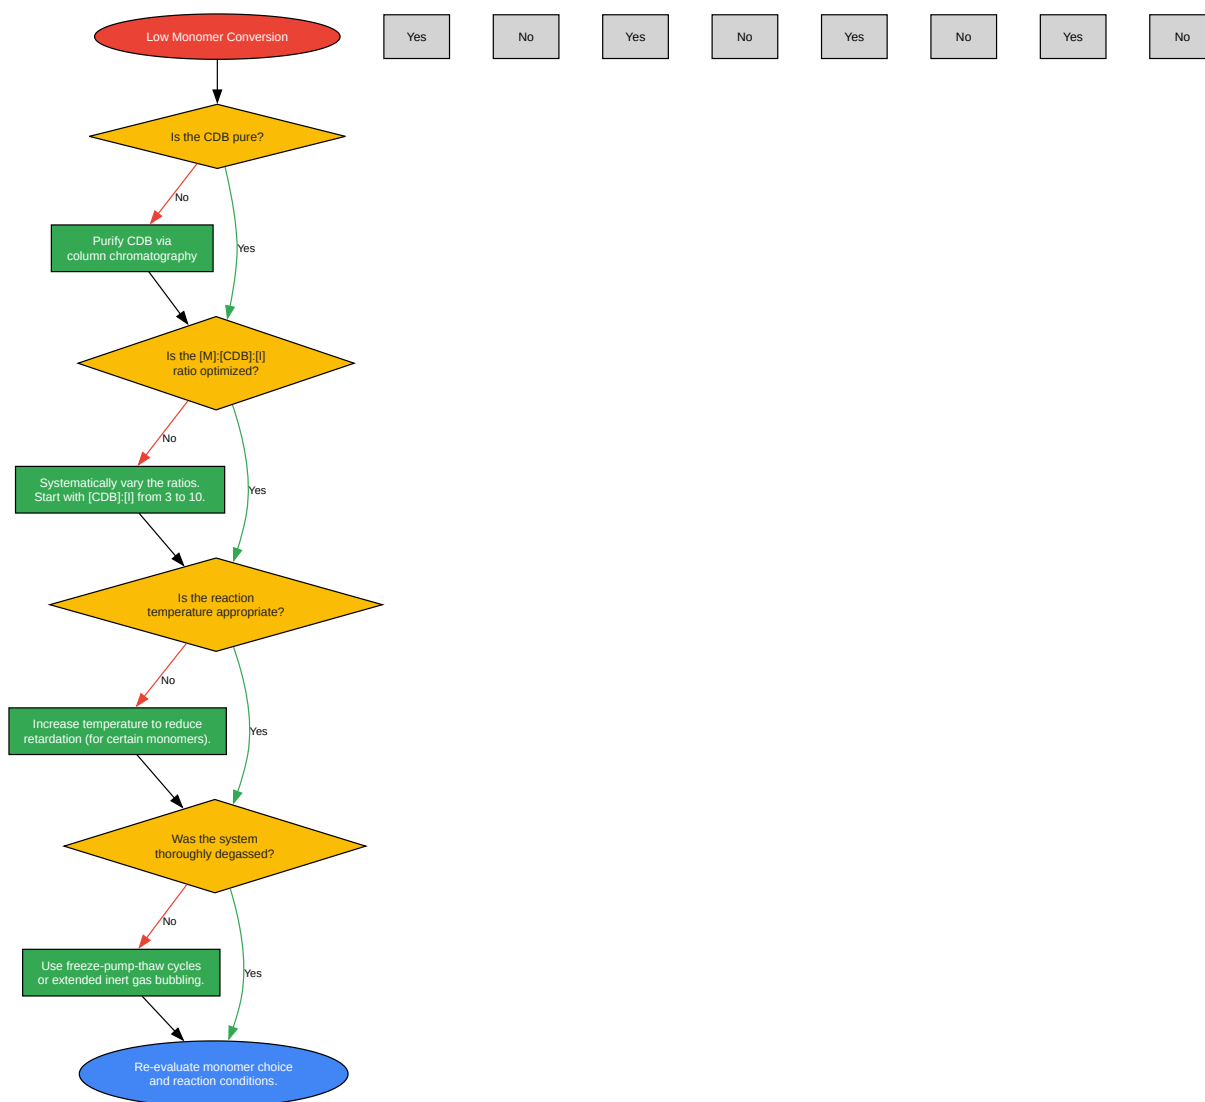 Low Monomer Conversion
Yes
No
Yes
No
Yes
No
Yes
No
Is the CDB pure?
No
Purify CDB via
column chromatography
Yes
Is the [M]:[CDB]:[I]
ratio optimized?
No
Systematically vary the ratios.
Start with [CDB]:[I] from 3 to 10.
Yes
Is the reaction
temperature appropriate?
No
Increase temperature to reduce
retardation (for certain monomers).
Yes
Was the system
thoroughly degassed?
No
Use freeze-pump-thaw cycles
or extended inert gas bubbling.
Yes
Re-evaluate monomer choice
and reaction conditions.